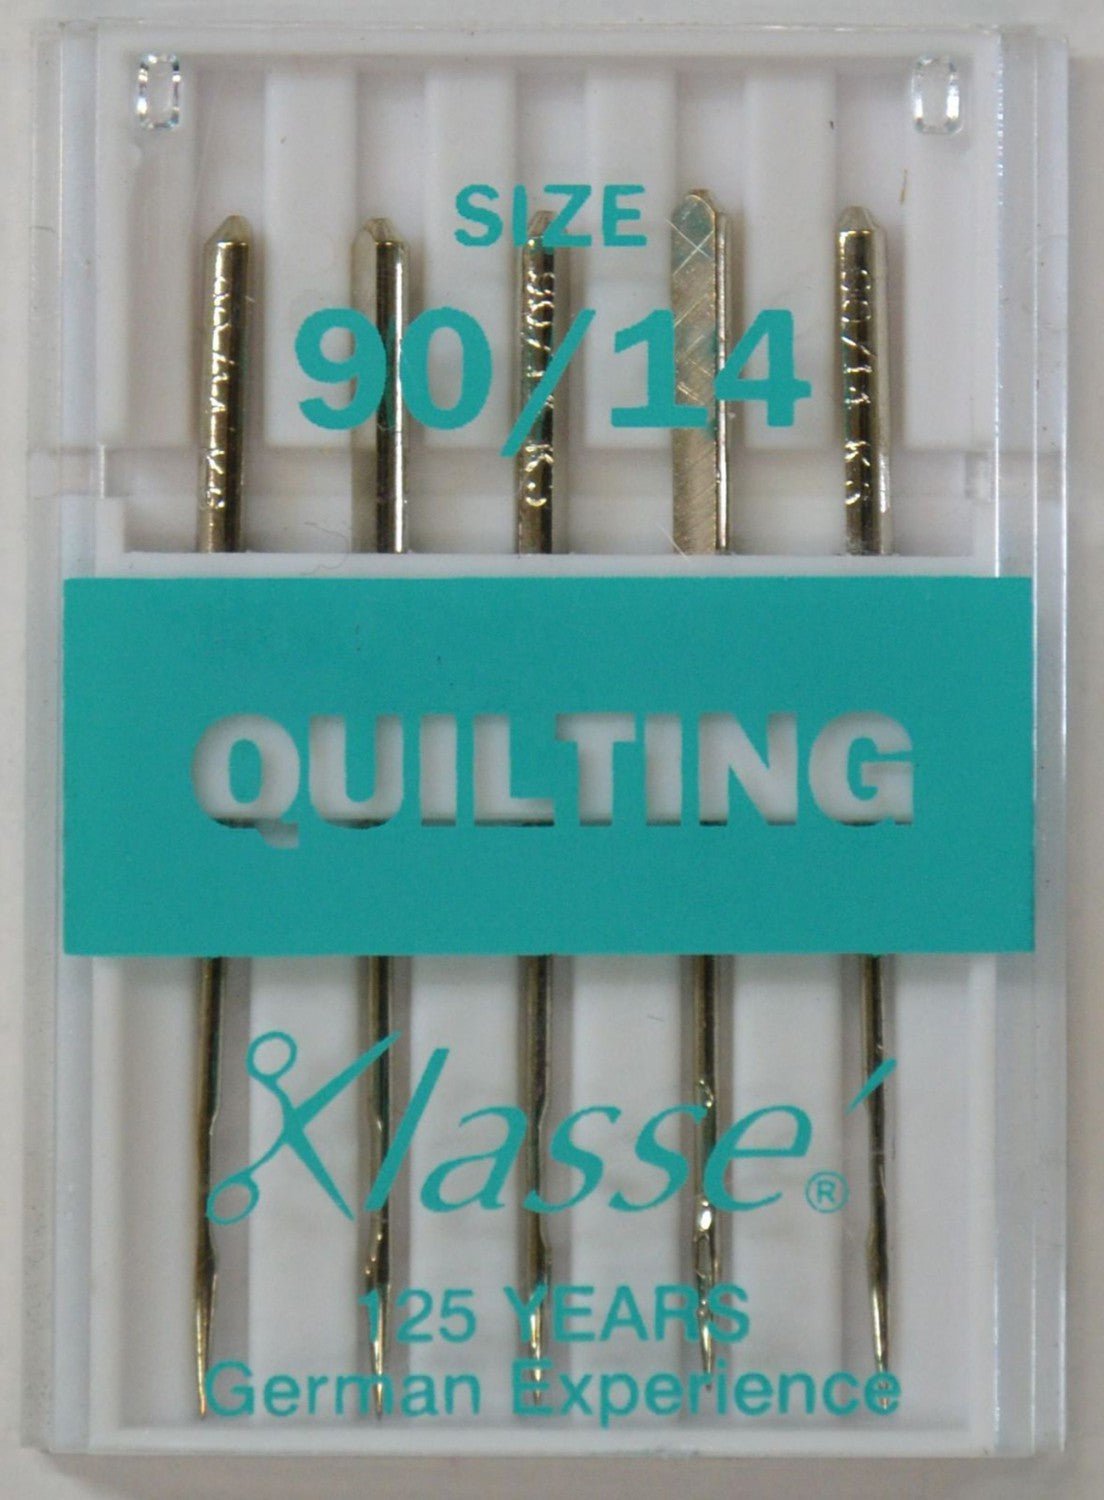 SIZE
90/14
QUILTING
Klassé®
125 YEARS
German Experience